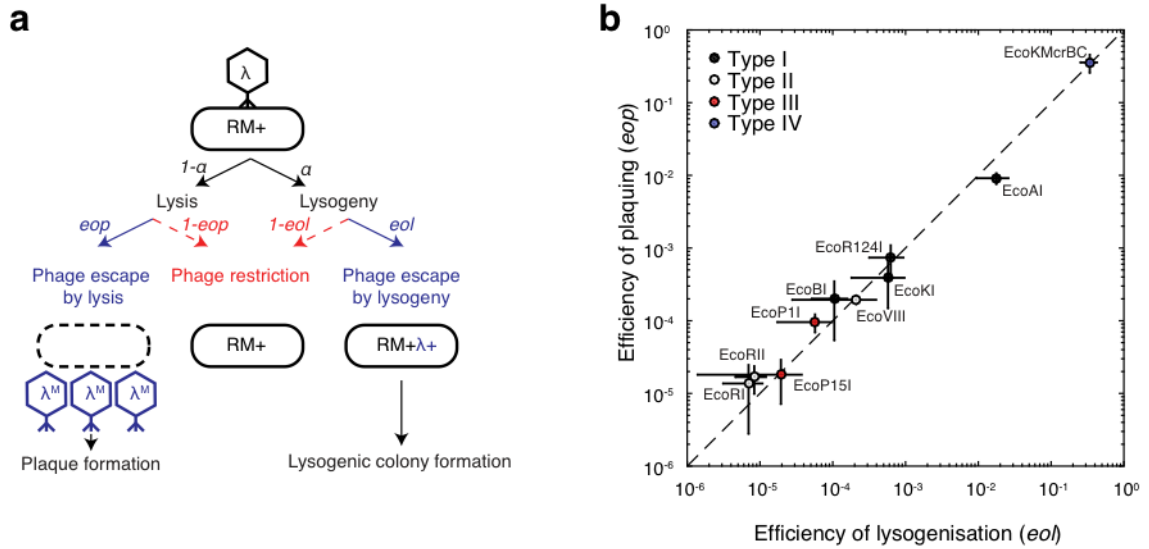 a
λ
RM+
1-α
α
Lysis
Lysogeny
eop
1-eop
1-eol
eol
Phage escape
by lysis
Phage restriction
Phage escape
by lysogeny
RM+
RM+λ+
λM
λM
λM
Plaque formation
Lysogenic colony formation
b
Type I
Type II
Type III
Type IV
EcoKMcrBC
EcoAI
EcoR124I
EcoKI
EcoBI
EcoVIII
EcoP1I
EcoRII
EcoP15I
EcoRI
Efficiency of plaquing (eop)
10⁰
10⁻¹
10⁻²
10⁻³
10⁻⁴
10⁻⁵
10⁻⁶
10⁻⁶
10⁻⁵
10⁻⁴
10⁻³
10⁻²
10⁻¹
10⁰
Efficiency of lysogenisation (eol)